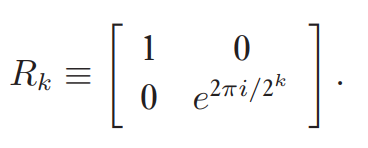 R_k ≡ [ 1 0
0 e^{2πi/2^k} ] .